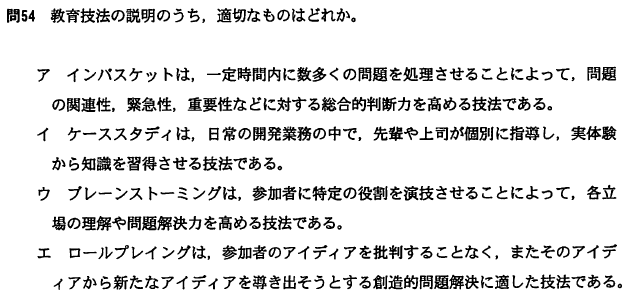 問54 教育技法の説明のうち，適切なものはどれか。
ア インバスケットは，一定時間内に数多くの問題を処理させることによって，問題
の関連性，緊急性，重要性などに対する総合的判断力を高める技法である。
イ ケーススタディは，日常の開発業務の中で，先輩や上司が個別に指導し，実体験
から知識を習得させる技法である。
ウ ブレーンストーミングは，参加者に特定の役割を演技させることによって，各立
場の理解や問題解決力を高める技法である。
エ ロールプレイングは，参加者のアイディアを批判することなく，またそのアイデ
ィアから新たなアイディアを導き出そうとする創造的問題解決に適した技法である。